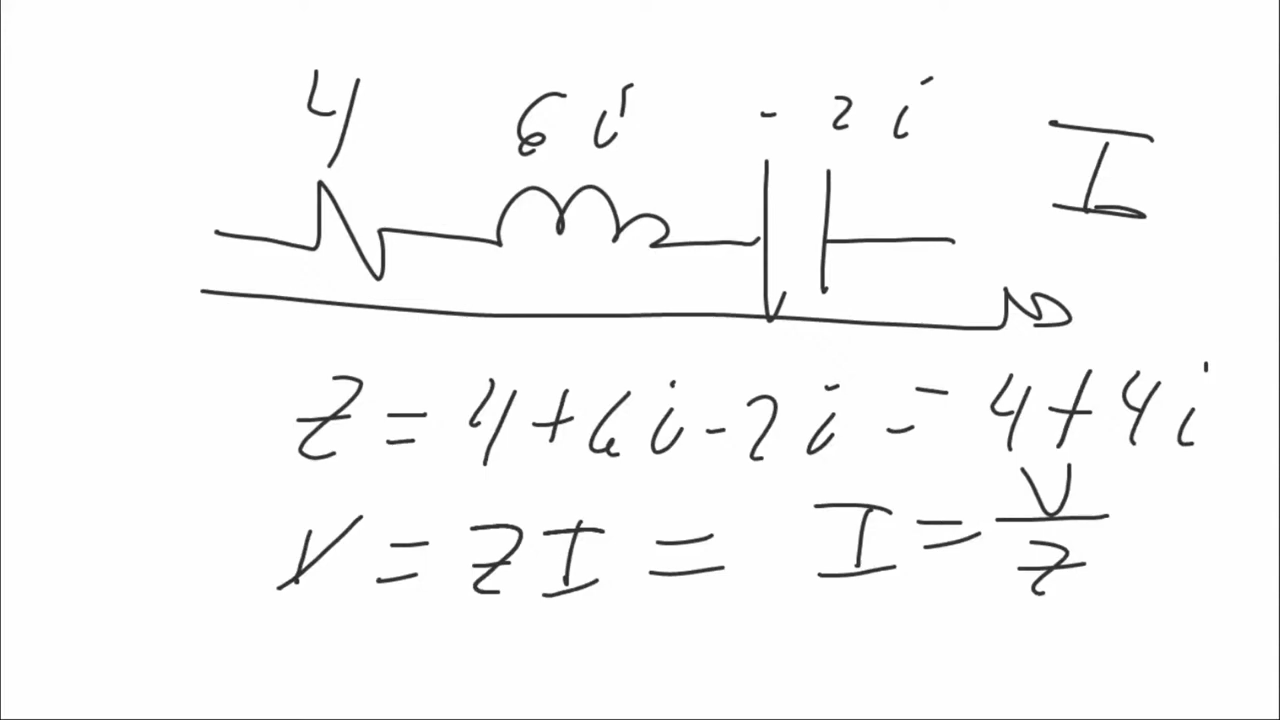 4 6i -2i I
Z = 4 + 6i - 2i = 4 + 4i
V = ZI = I = V/Z